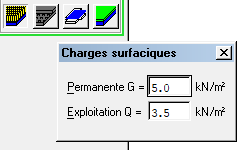 Charges surfaciques
Permanente G = 5.0 kN/m²
Exploitation Q = 3.5 kN/m²